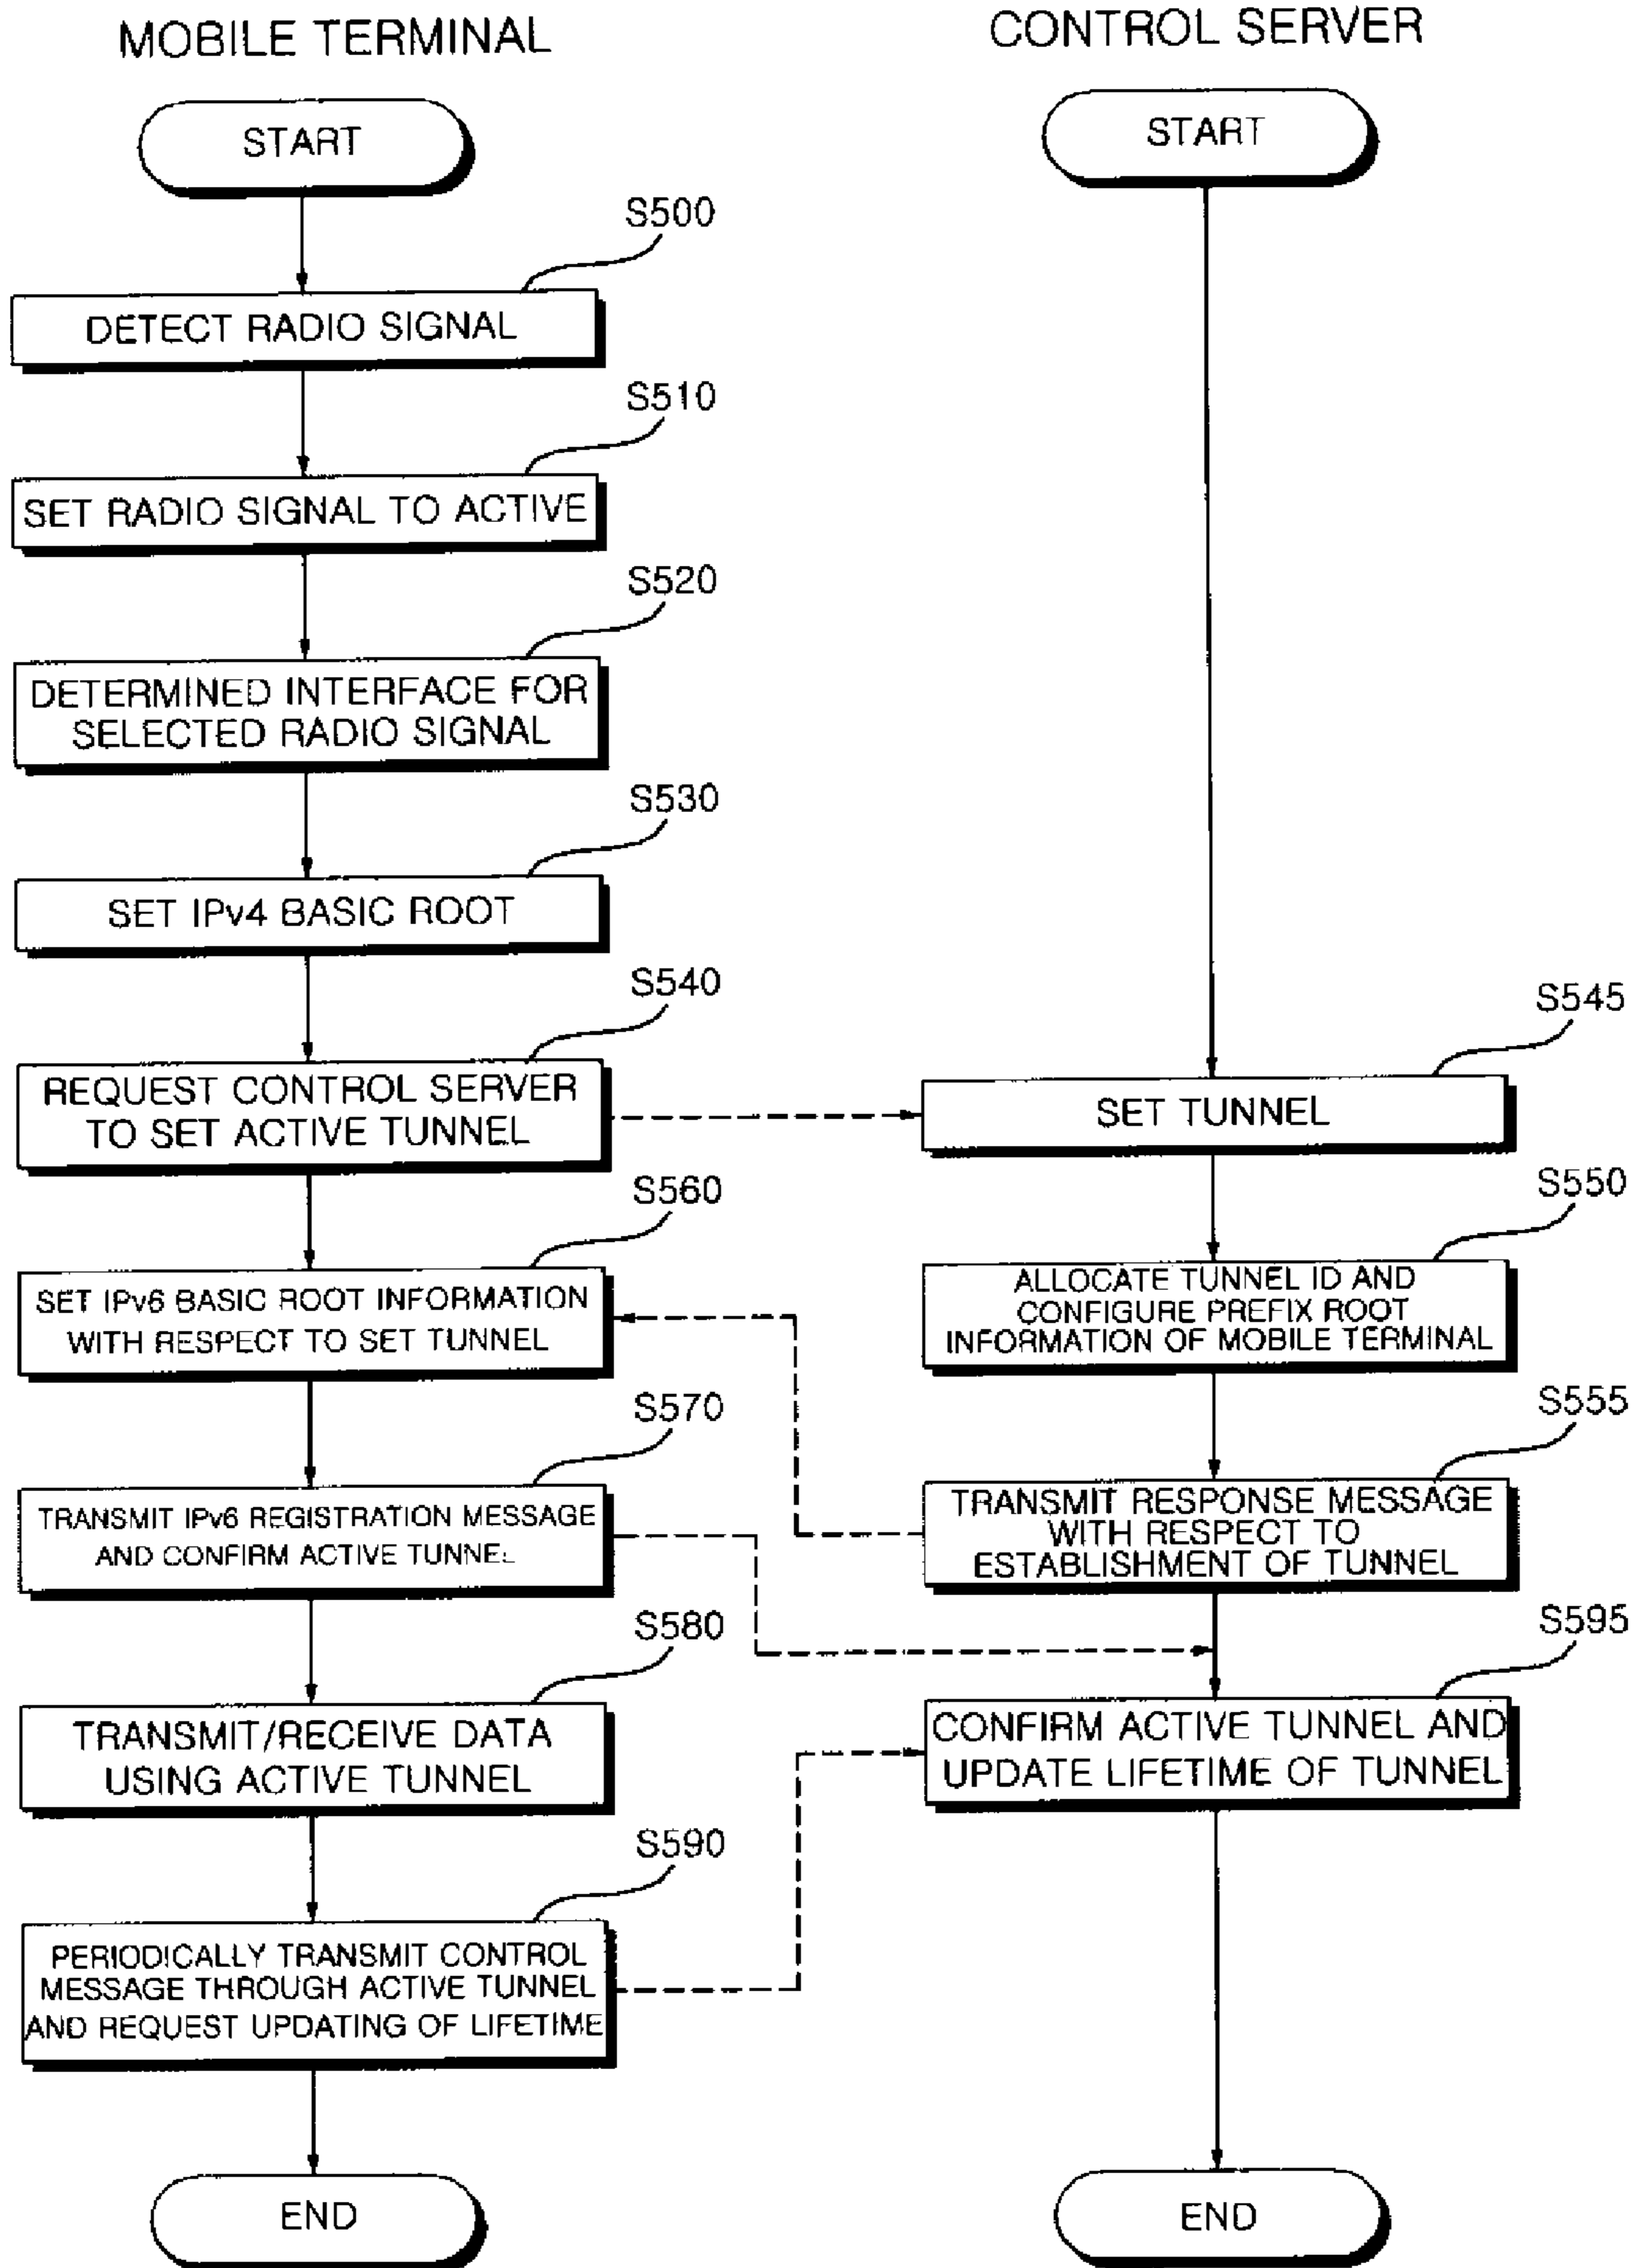 MOBILE TERMINAL
CONTROL SERVER
START
START
S500
DETECT RADIO SIGNAL
S510
SET RADIO SIGNAL TO ACTIVE
S520
DETERMINED INTERFACE FOR
SELECTED RADIO SIGNAL
S530
SET IPv4 BASIC ROOT
S540
REQUEST CONTROL SERVER
TO SET ACTIVE TUNNEL
S545
SET TUNNEL
S550
ALLOCATE TUNNEL ID AND
CONFIGURE PREFIX ROOT
INFORMATION OF MOBILE TERMINAL
S555
TRANSMIT RESPONSE MESSAGE
WITH RESPECT TO
ESTABLISHMENT OF TUNNEL
S560
SET IPv6 BASIC ROOT INFORMATION
WITH RESPECT TO SET TUNNEL
S570
TRANSMIT IPv6 REGISTRATION MESSAGE
AND CONFIRM ACTIVE TUNNEL
S580
TRANSMIT/RECEIVE DATA
USING ACTIVE TUNNEL
S590
PERIODICALLY TRANSMIT CONTROL
MESSAGE THROUGH ACTIVE TUNNEL
AND REQUEST UPDATING OF LIFETIME
S595
CONFIRM ACTIVE TUNNEL AND
UPDATE LIFETIME OF TUNNEL
END
END